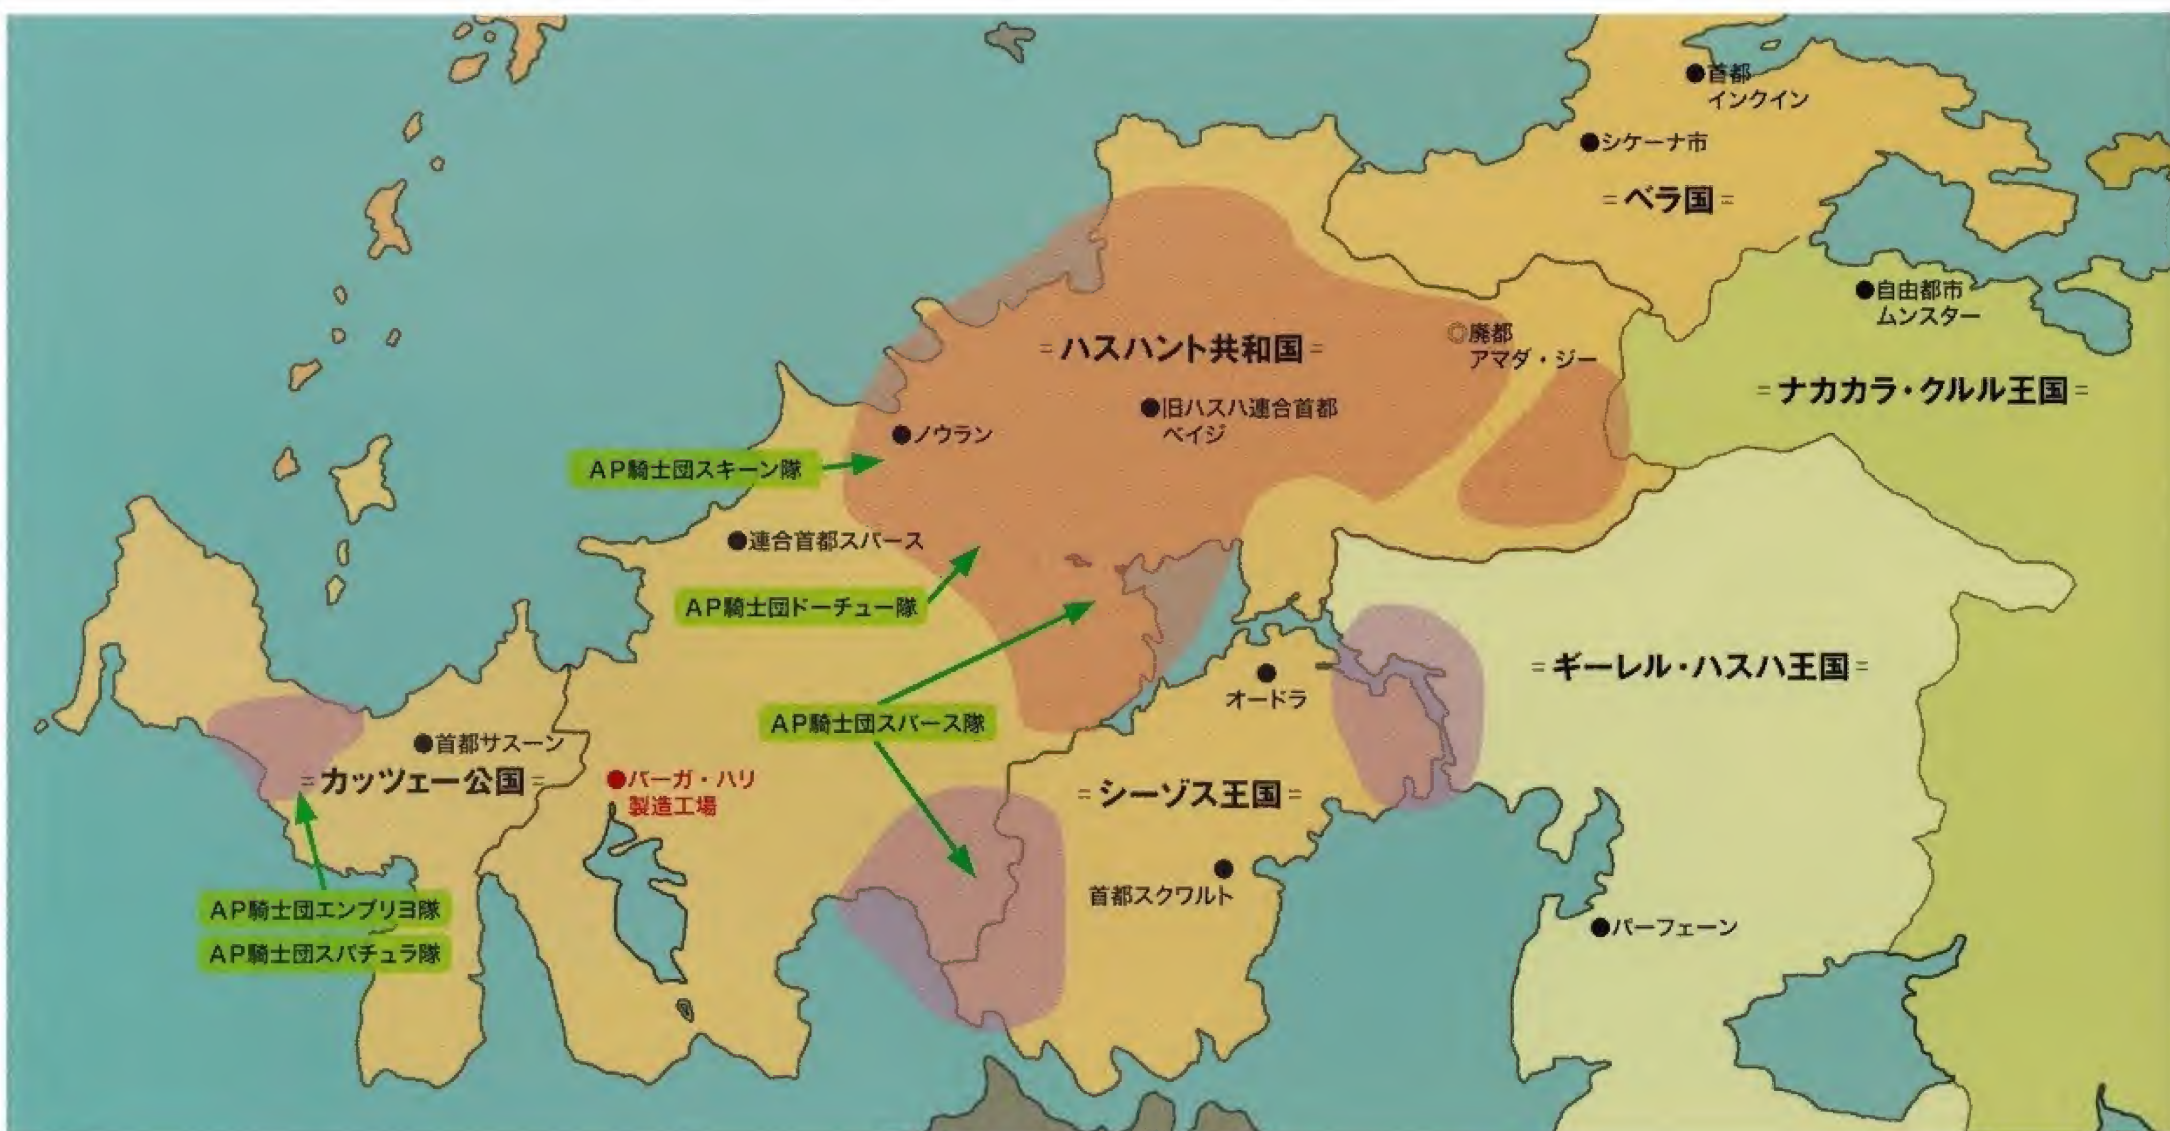 ●首都
インクイン
●シケーナ市
=ベラ国=
●自由都市
ムンスター
◎廃都
アマダ・ジー
=ハスハント共和国=
=ナカカラ・クルル王国=
●旧ハスハ連合首都
ベイジ
●ノウラン
AP騎士団スキーン隊
●連合首都スバース
AP騎士団ドーチュー隊
=ギーレル・ハスハ王国=
●
オードラ
AP騎士団スバース隊
●首都サスーン
=カッツェー公国=
●バーガ・ハリ
製造工場
=シーゾス王国=
●
首都スクワルト
AP騎士団エンブリヨ隊
AP騎士団スパチュラ隊
●パーフェーン